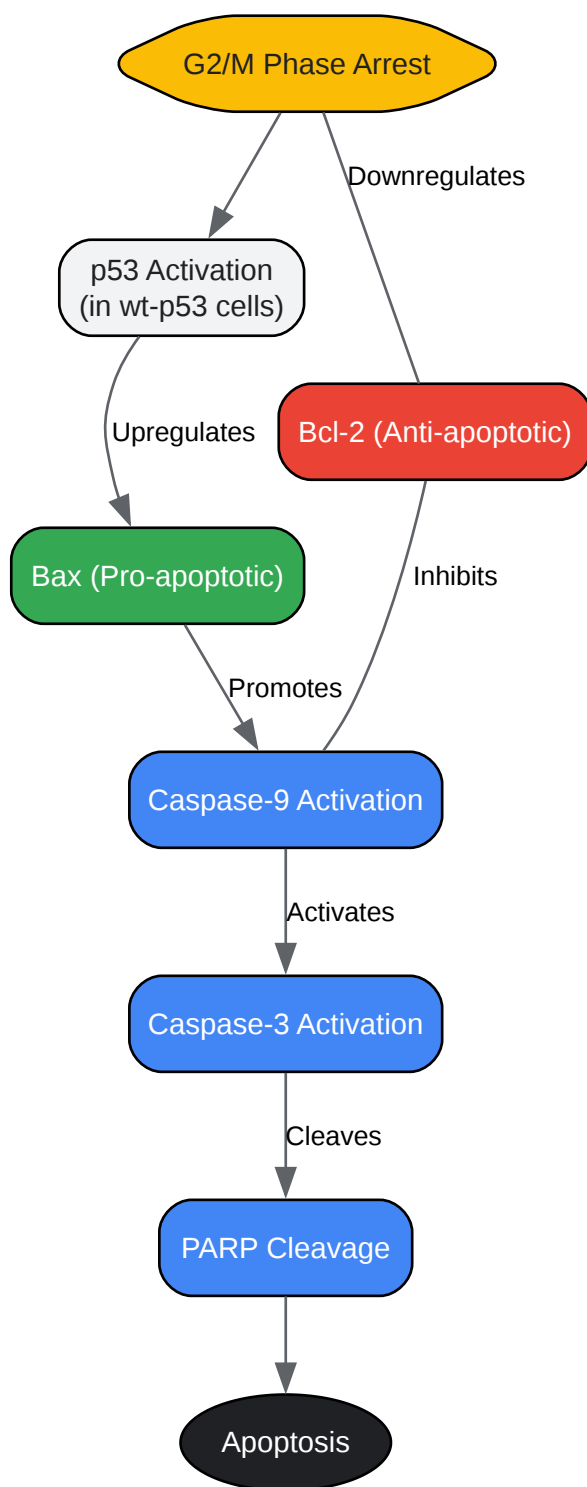 G2/M Phase Arrest
Downregulates
p53 Activation
(in wt-p53 cells)
Upregulates
Bcl-2 (Anti-apoptotic)
Bax (Pro-apoptotic)
Inhibits
Promotes
Caspase-9 Activation
Activates
Caspase-3 Activation
Cleaves
PARP Cleavage
Apoptosis